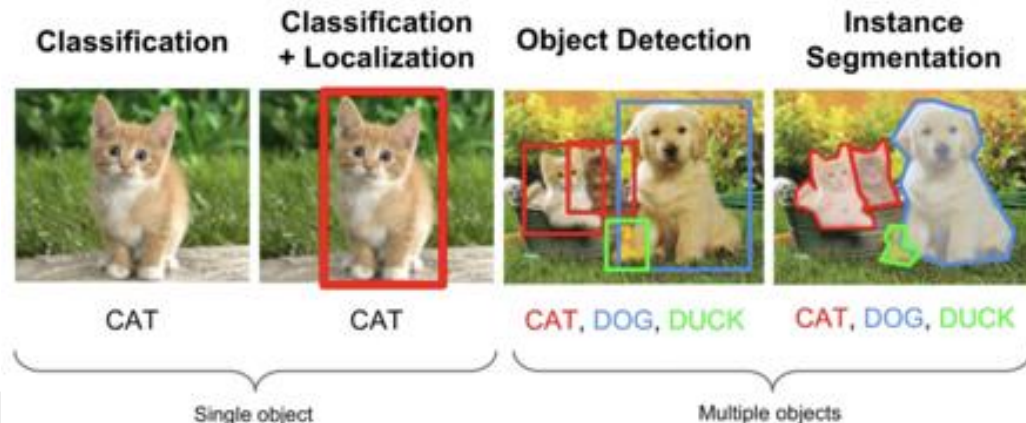 Classification
Classification
+ Localization
Object Detection
Instance
Segmentation
CAT
CAT
CAT, DOG, DUCK
CAT, DOG, DUCK
Single object
Multiple objects